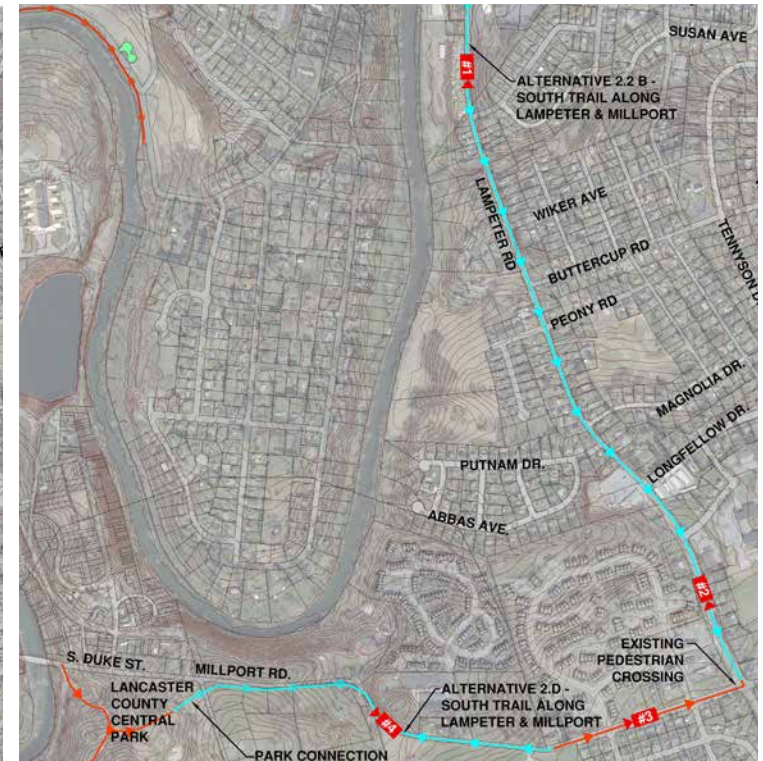 SUSAN AVE
#1
ALTERNATIVE 2.2 B -
SOUTH TRAIL ALONG
LAMPETER & MILLPORT
LAMPETER RD
WIKER AVE
TENNYSON D
BUTTERCUP RD
PEONY RD
MAGNOLIA DR.
LONGFELLOW DR.
PUTNAM DR.
ABBAS AVE.
#2
EXISTING
PEDESTRIAN
CROSSING
S. DUKE ST.
MILLPORT RD.
LANCASTER
COUNTY
CENTRAL
PARK
ALTERNATIVE 2.D -
SOUTH TRAIL ALONG
LAMPETER & MILLPORT
#3
#4
PARK CONNECTION